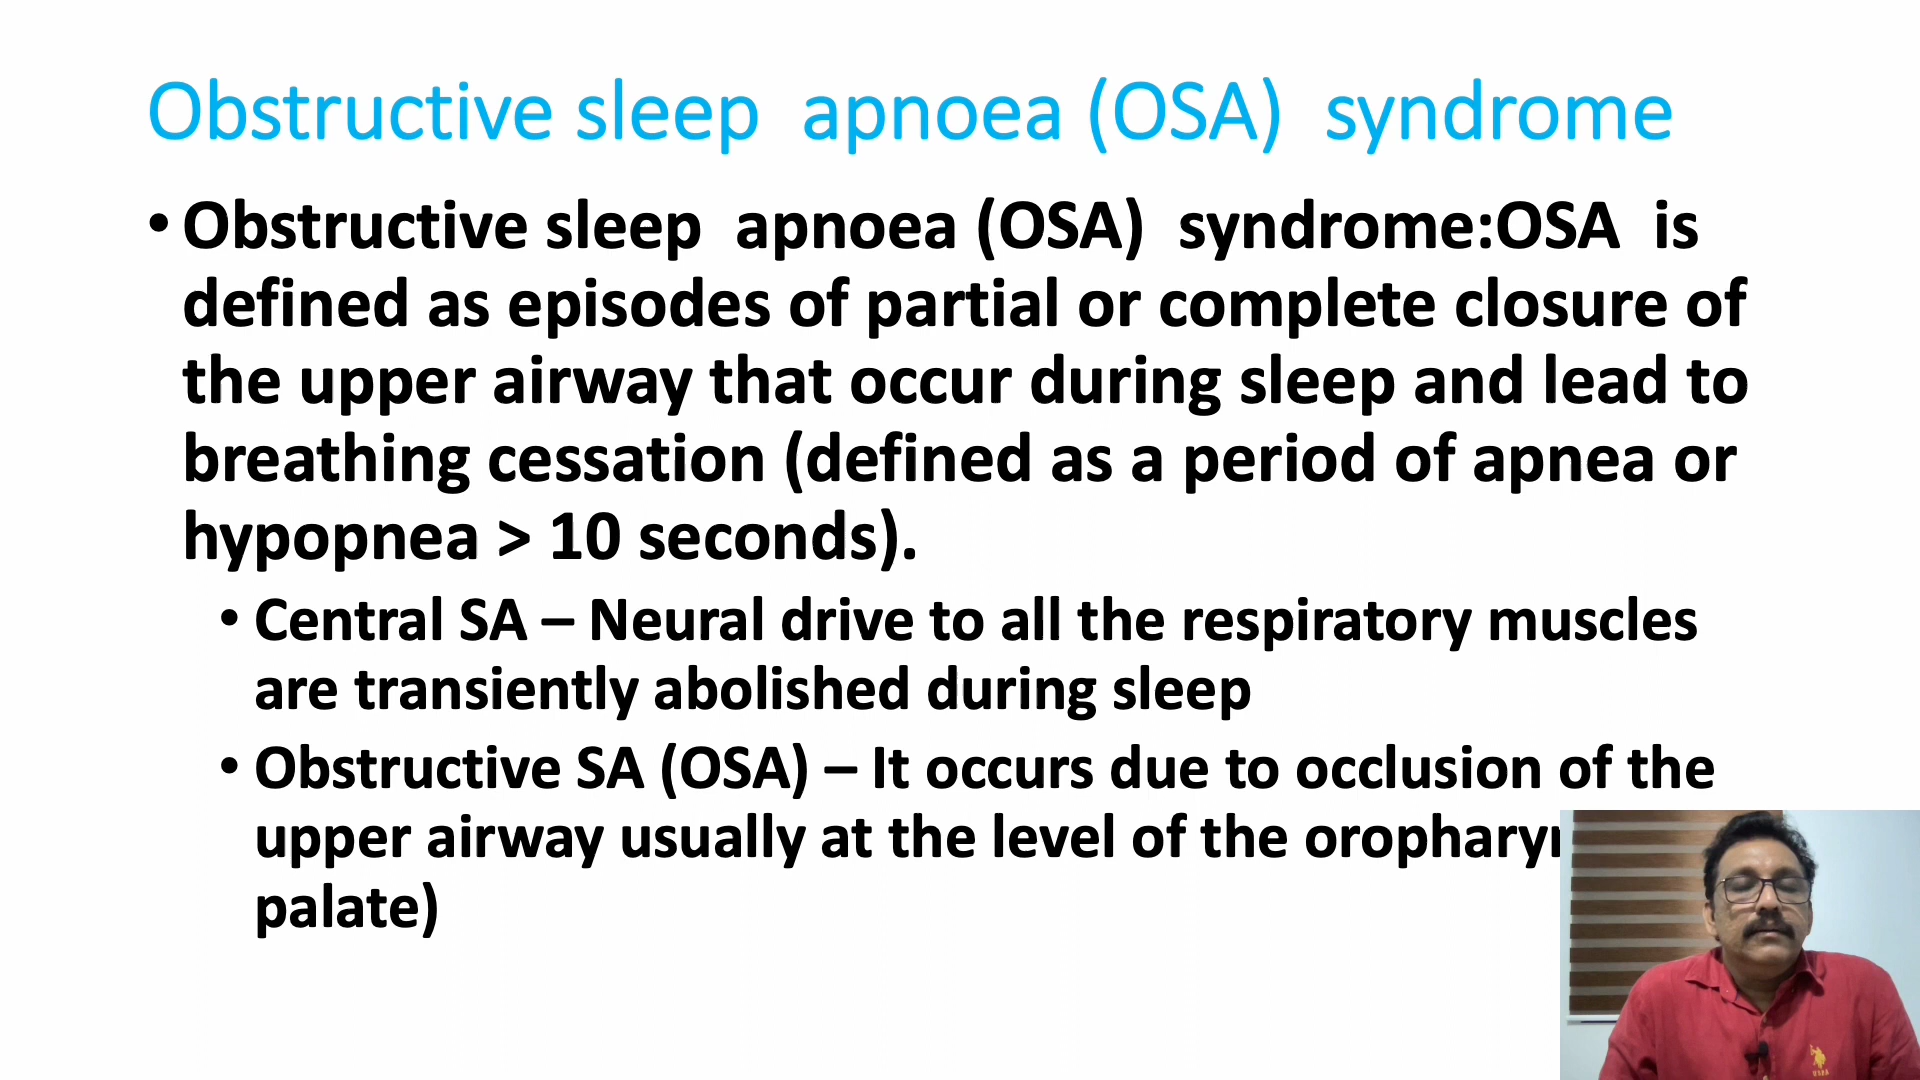 Obstructive sleep apnoea (OSA) syndrome
• Obstructive sleep apnoea (OSA) syndrome:OSA is
defined as episodes of partial or complete closure of
the upper airway that occur during sleep and lead to
breathing cessation (defined as a period of apnea or
hypopnea > 10 seconds).
• Central SA – Neural drive to all the respiratory muscles
are transiently abolished during sleep
• Obstructive SA (OSA) – It occurs due to occlusion of the
upper airway usually at the level of the
palate)